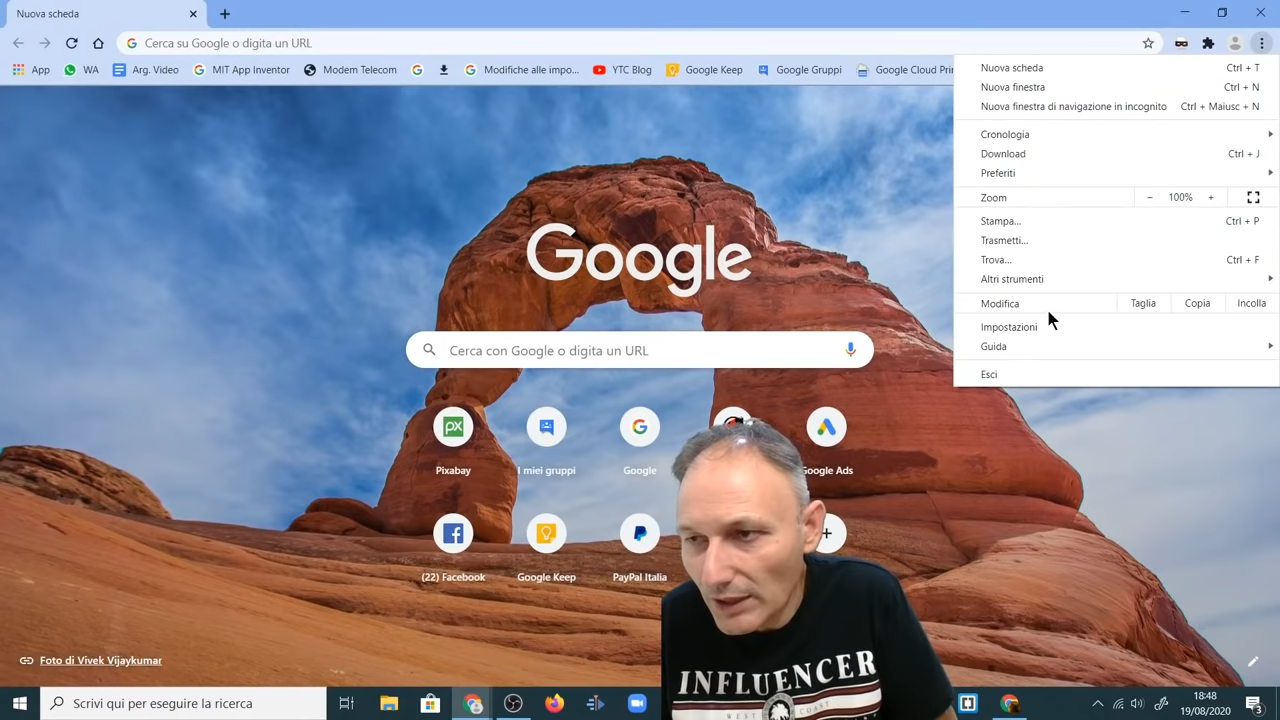 Nuova scheda
Cerca su Google o digita un URL
App WA Arg. Video MIT App Inventor Modem Telecom Modifiche alle impo... YTC Blog Google Keep Google Gruppi Google Cloud Prin
Nuova scheda Ctrl + T
Nuova finestra Ctrl + N
Nuova finestra di navigazione in incognito Ctrl + Maiusc + N
Cronologia
Download Ctrl + J
Preferiti
Zoom − 100% +
Stampa... Ctrl + P
Trasmetti...
Trova... Ctrl + F
Altri strumenti
Modifica Taglia Copia Incolla
Impostazioni
Guida
Esci
Google
Cerca con Google o digita un URL
Pixabay I miei gruppi Google Google Ads
(22) Facebook Google Keep PayPal Italia
Foto di Vivek Vijaykumar
INFLUENCER
WEST COAST
qui per eseguire la ricerca
18:48
19/08/2020
3